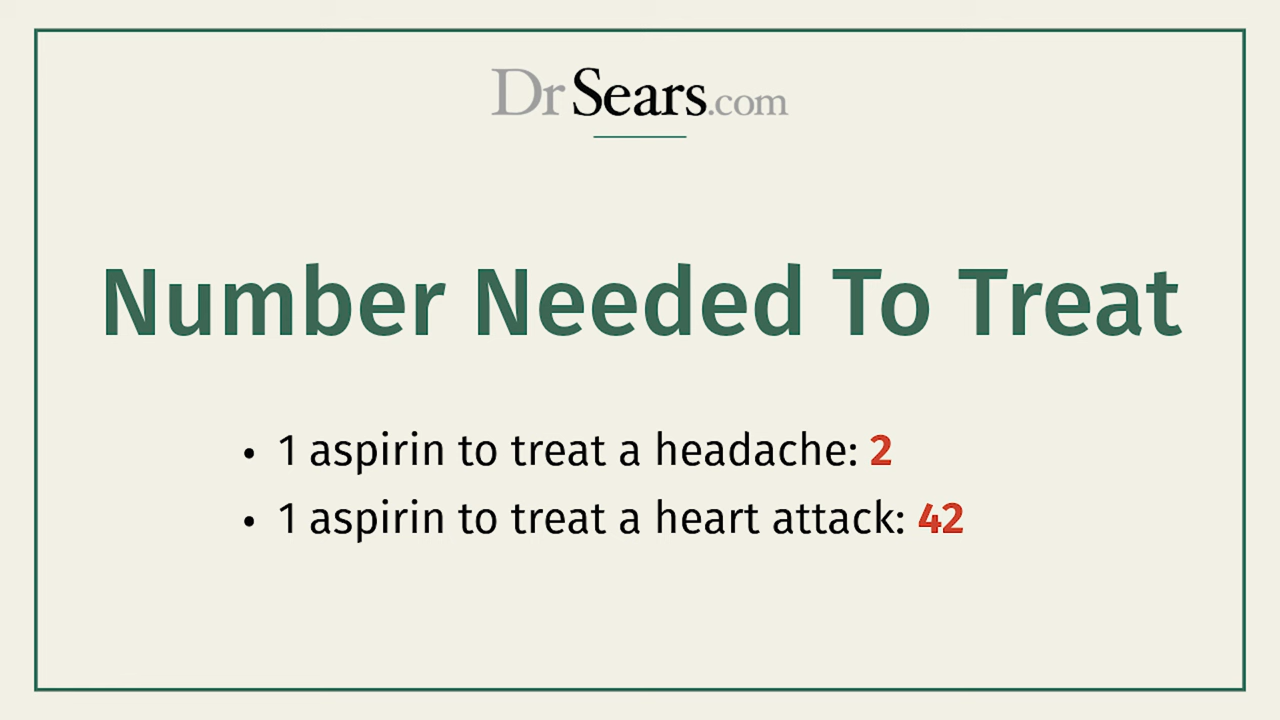 DrSears.com
Number Needed To Treat
• 1 aspirin to treat a headache: 2
• 1 aspirin to treat a heart attack: 42